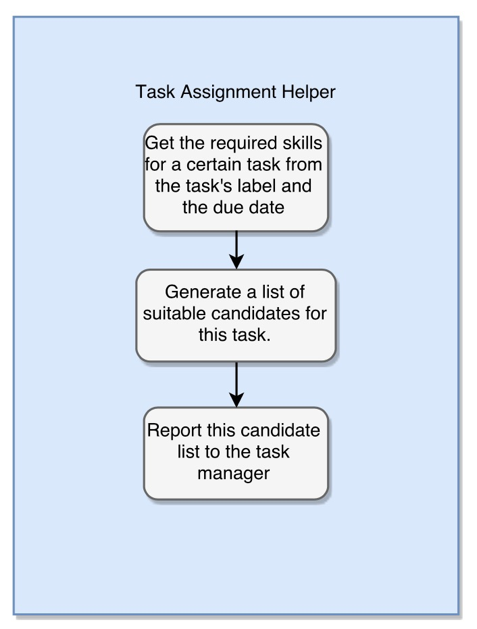 Task Assignment Helper
Get the required skills
for a certain task from
the task's label and
the due date
Generate a list of
suitable candidates for
this task.
Report this candidate
list to the task
manager